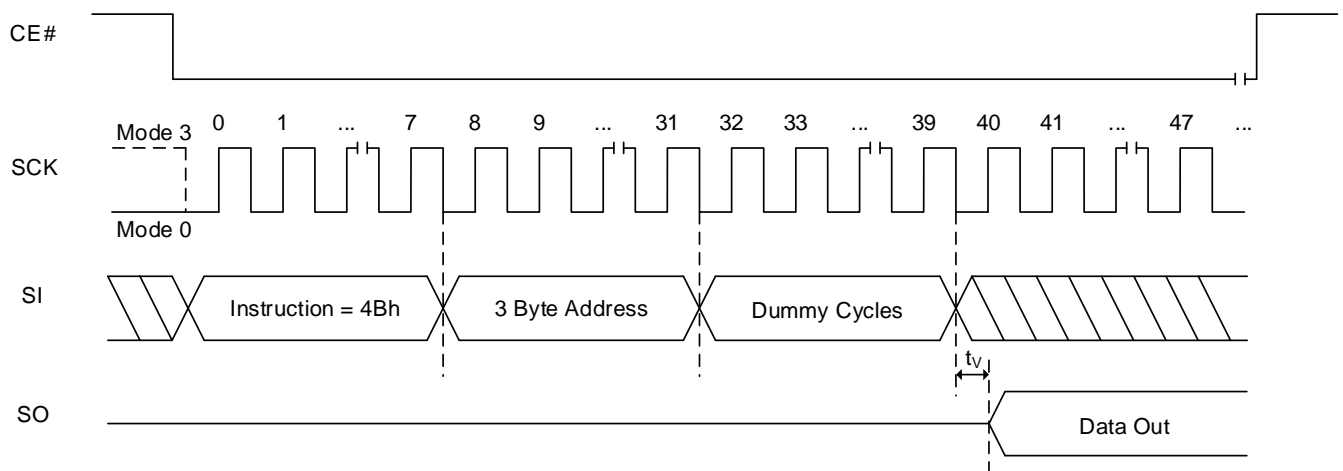 CE#
0 1 ... 7 8 9 ... 31 32 33 ... 39 40 41 ... 47 ...
Mode 3
SCK
Mode 0
SI
Instruction = 4Bh 3 Byte Address Dummy Cycles
tV
SO
Data Out